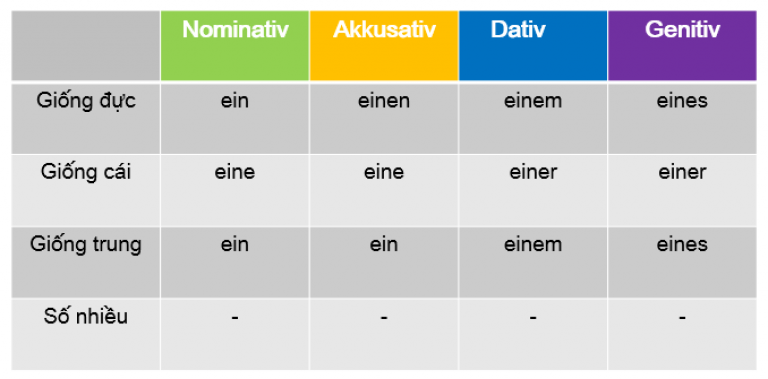 Nominativ Akkusativ Dativ Genitiv
Giống đực ein einen einem eines
Giống cái eine eine einer einer
Giống trung ein ein einem eines
Số nhiều - - - -